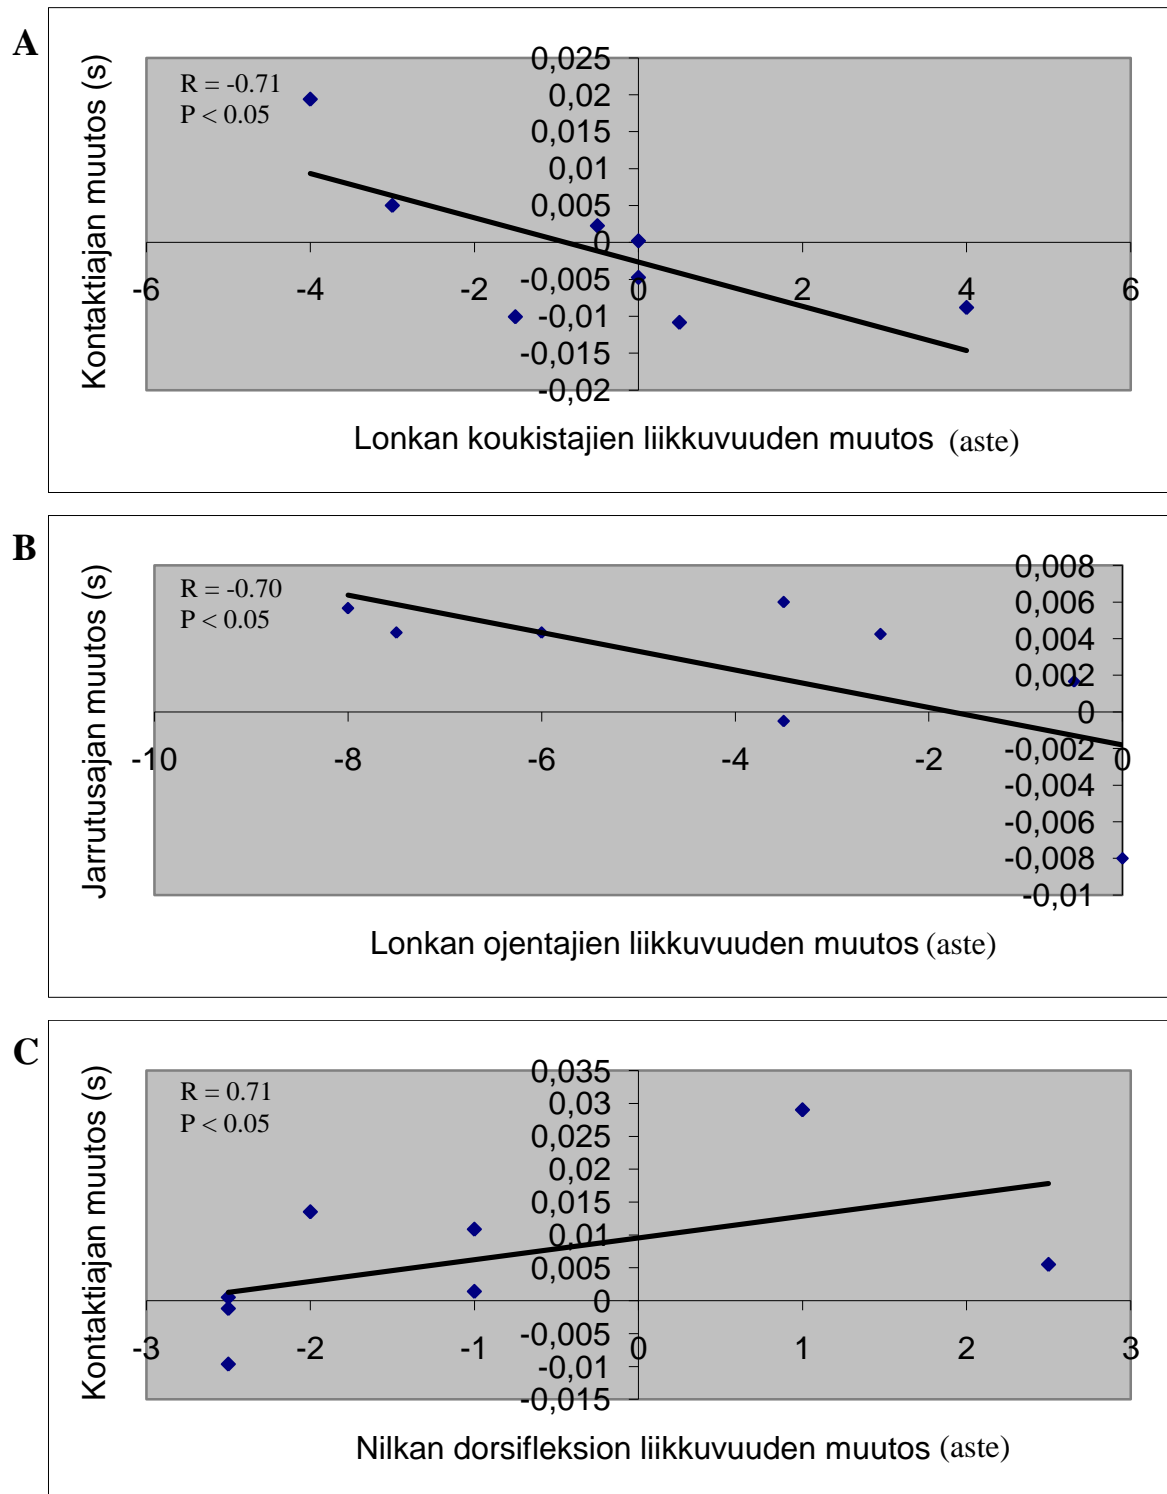 A
Kontaktiajan muutos (s)
R = -0.71
P < 0.05
0,025
0,02
0,015
0,01
0,005
0
-0,005
-0,01
-0,015
-0,02
-6 -4 -2 0 2 4 6
Lonkan koukistajien liikkuvuuden muutos (aste)
B
Jarrutusajan muutos (s)
R = -0.70
P < 0.05
0,008
0,006
0,004
0,002
0
-0,002
-0,004
-0,006
-0,008
-0,01
-10 -8 -6 -4 -2 0
Lonkan ojentajien liikkuvuuden muutos (aste)
C
Kontaktiajan muutos (s)
R = 0.71
P < 0.05
0,035
0,03
0,025
0,02
0,015
0,01
0,005
0
-0,005
-0,01
-0,015
-3 -2 -1 0 1 2 3
Nilkan dorsifleksion liikkuvuuden muutos (aste)